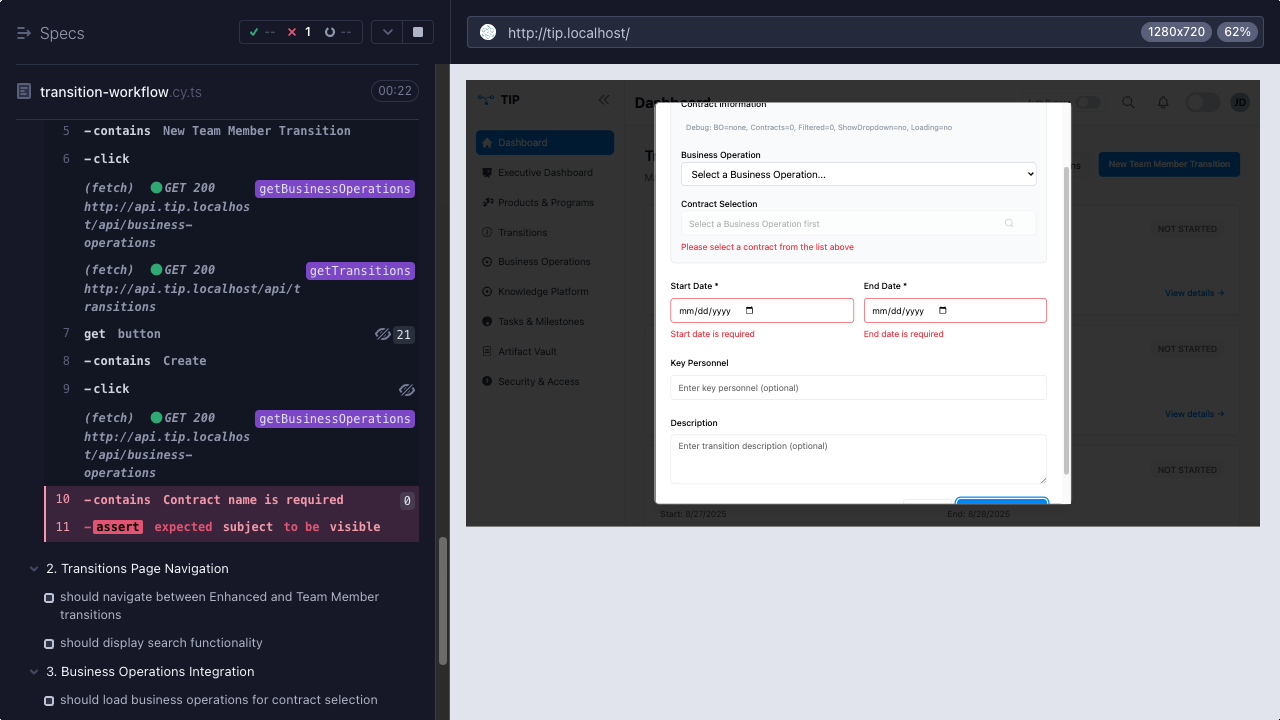 Specs
-- 1 --
http://tip.localhost/
1280x720
62%
transition-workflow.cy.ts
00:22
5 -contains New Team Member Transition
6 -click
(fetch) GET 200 getBusinessOperations
http://api.tip.localhos
t/api/business-
operations
(fetch) GET 200 getTransitions
http://api.tip.localhost/api/t
ransitions
7 get button 21
8 -contains Create
9 -click
(fetch) GET 200 getBusinessOperations
http://api.tip.localhos
t/api/business-
operations
10 -contains Contract name is required 0
11 -assert expected subject to be visible
2. Transitions Page Navigation
should navigate between Enhanced and Team Member
transitions
should display search functionality
3. Business Operations Integration
should load business operations for contract selection
TIP
Dashboard
JD
Dashboard
Executive Dashboard
Products & Programs
Transitions
Business Operations
Knowledge Platform
Tasks & Milestones
Artifact Vault
Security & Access
New Team Member Transition
NOT STARTED
View details →
NOT STARTED
View details →
NOT STARTED
Start: 8/27/2025
End: 8/28/2025
Contract Information
Debug: BO=none, Contracts=0, Filtered=0, ShowDropdown=no, Loading=no
Business Operation
Select a Business Operation...
Contract Selection
Select a Business Operation first
Please select a contract from the list above
Start Date *
End Date *
mm/dd/yyyy
mm/dd/yyyy
Start date is required
End date is required
Key Personnel
Enter key personnel (optional)
Description
Enter transition description (optional)